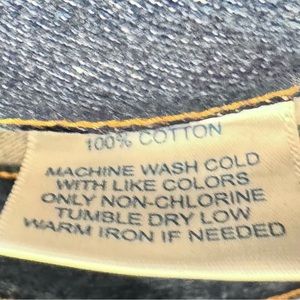 100% COTTON
MACHINE WASH COLD
WITH LIKE COLORS
ONLY NON-CHLORINE
TUMBLE DRY LOW
WARM IRON IF NEEDED